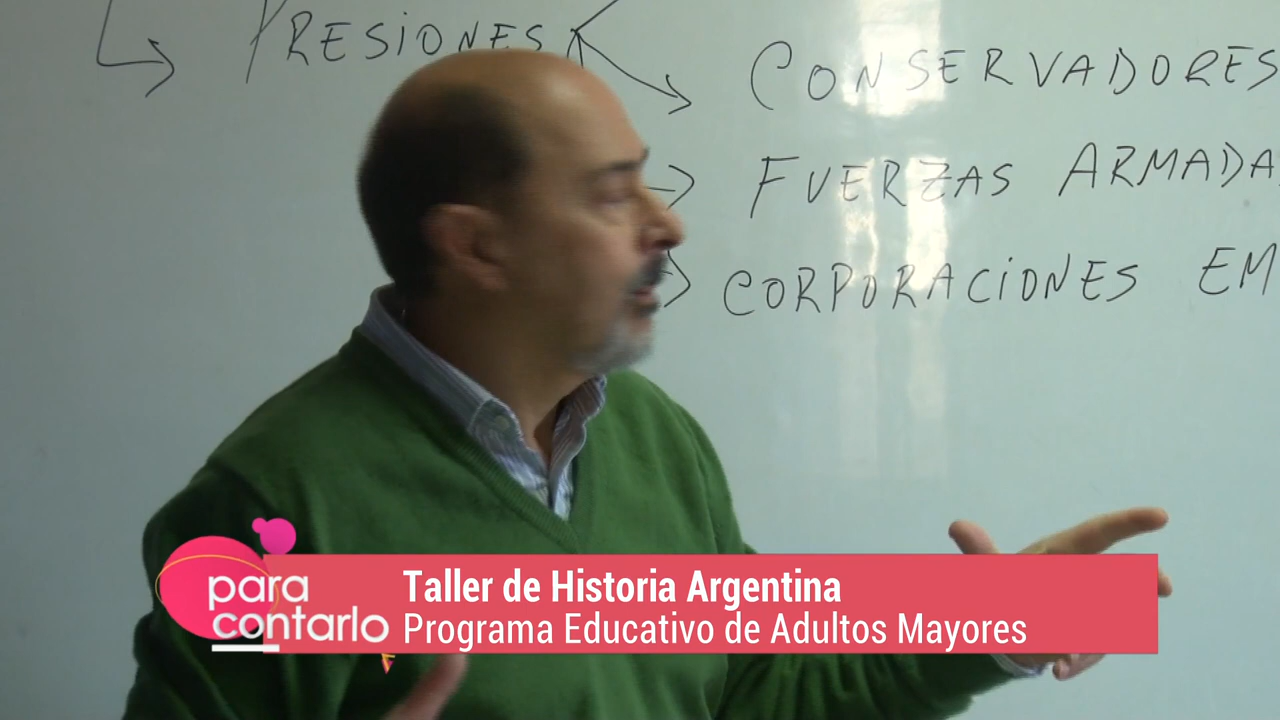 PRESIONES
CONSERVADORES
FUERZAS ARMADA
CORPORACIONES EM
para
contarlo
Taller de Historia Argentina
Programa Educativo de Adultos Mayores